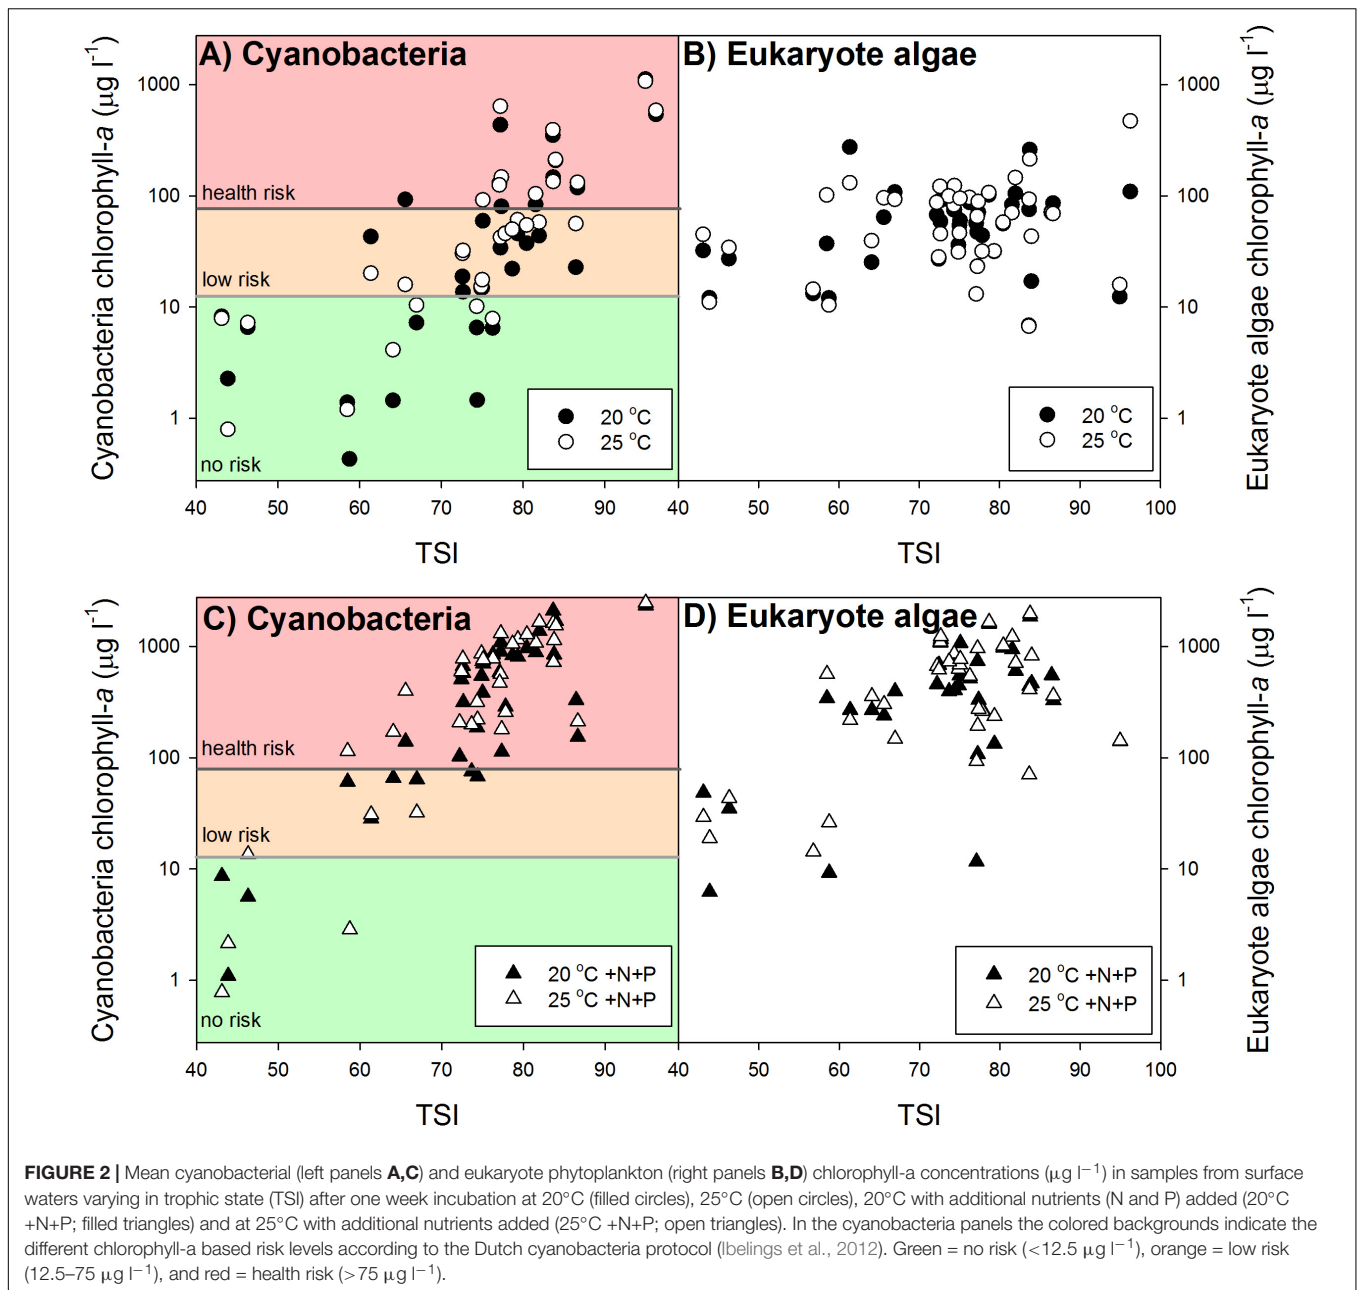 A) Cyanobacteria
B) Eukaryote algae
Cyanobacteria chlorophyll-a (μg l⁻¹)
1000
100
10
1
health risk
low risk
no risk
20 °C
25 °C
40 50 60 70 80 90
TSI
20 °C
25 °C
40 50 60 70 80 90 100
TSI
1000
100
10
1
Eukaryote algae chlorophyll-a (μg l⁻¹)
C) Cyanobacteria
D) Eukaryote algae
Cyanobacteria chlorophyll-a (μg l⁻¹)
1000
100
10
1
health risk
low risk
no risk
20 °C +N+P
25 °C +N+P
40 50 60 70 80 90
TSI
20 °C +N+P
25 °C +N+P
40 50 60 70 80 90 100
TSI
1000
100
10
1
Eukaryote algae chlorophyll-a (μg l⁻¹)
FIGURE 2 | Mean cyanobacterial (left panels A,C) and eukaryote phytoplankton (right panels B,D) chlorophyll-a concentrations (μg l⁻¹) in samples from surface
waters varying in trophic state (TSI) after one week incubation at 20°C (filled circles), 25°C (open circles), 20°C with additional nutrients (N and P) added (20°C
+N+P; filled triangles) and at 25°C with additional nutrients added (25°C +N+P; open triangles). In the cyanobacteria panels the colored backgrounds indicate the
different chlorophyll-a based risk levels according to the Dutch cyanobacteria protocol (Ibelings et al., 2012). Green = no risk (<12.5 μg l⁻¹), orange = low risk
(12.5–75 μg l⁻¹), and red = health risk (>75 μg l⁻¹).